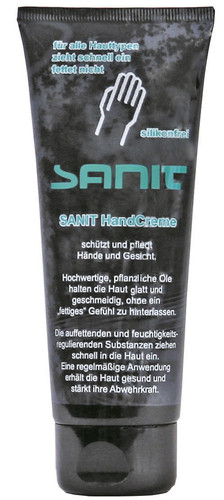 für alle Hauttypen
zieht schnell ein
fettet nicht
silikonfrei
SANIT
SANIT HandCreme
schützt und pflegt
Hände und Gesicht.
Hochwertige, pflanzliche Öle
halten die Haut glatt und
geschmeidig, ohne ein
„fettiges" Gefühl zu hinterlassen.
Die auffettenden und feuchtigkeits-
regulierenden Substanzen ziehen
schnell in die Haut ein.
Eine regelmäßige Anwendung
erhält die Haut gesund und
stärkt ihre Abwehrkraft.